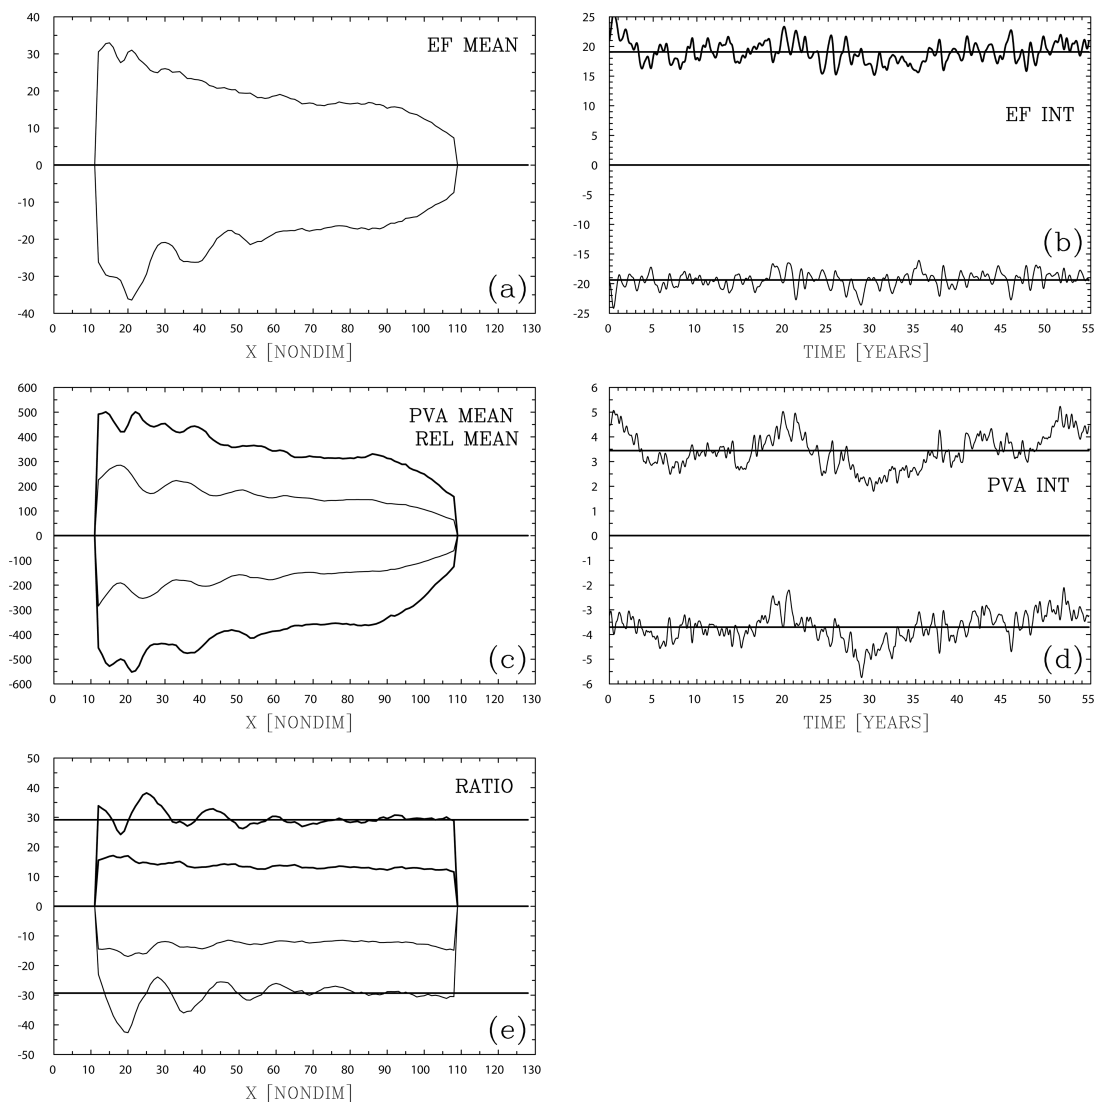 40
30
20
10
0
-10
-20
-30
-40
EF MEAN
(a)
0 10 20 30 40 50 60 70 80 90 100 110 120 130
X [NONDIM]
25
20
15
10
5
0
-5
-10
-15
-20
-25
EF INT
(b)
0 5 10 15 20 25 30 35 40 45 50 55
TIME [YEARS]
600
500
400
300
200
100
0
-100
-200
-300
-400
-500
-600
PVA MEAN
REL MEAN
(c)
0 10 20 30 40 50 60 70 80 90 100 110 120 130
X [NONDIM]
6
5
4
3
2
1
0
-1
-2
-3
-4
-5
-6
PVA INT
(d)
0 5 10 15 20 25 30 35 40 45 50 55
TIME [YEARS]
50
40
30
20
10
0
-10
-20
-30
-40
-50
RATIO
(e)
0 10 20 30 40 50 60 70 80 90 100 110 120 130
X [NONDIM]